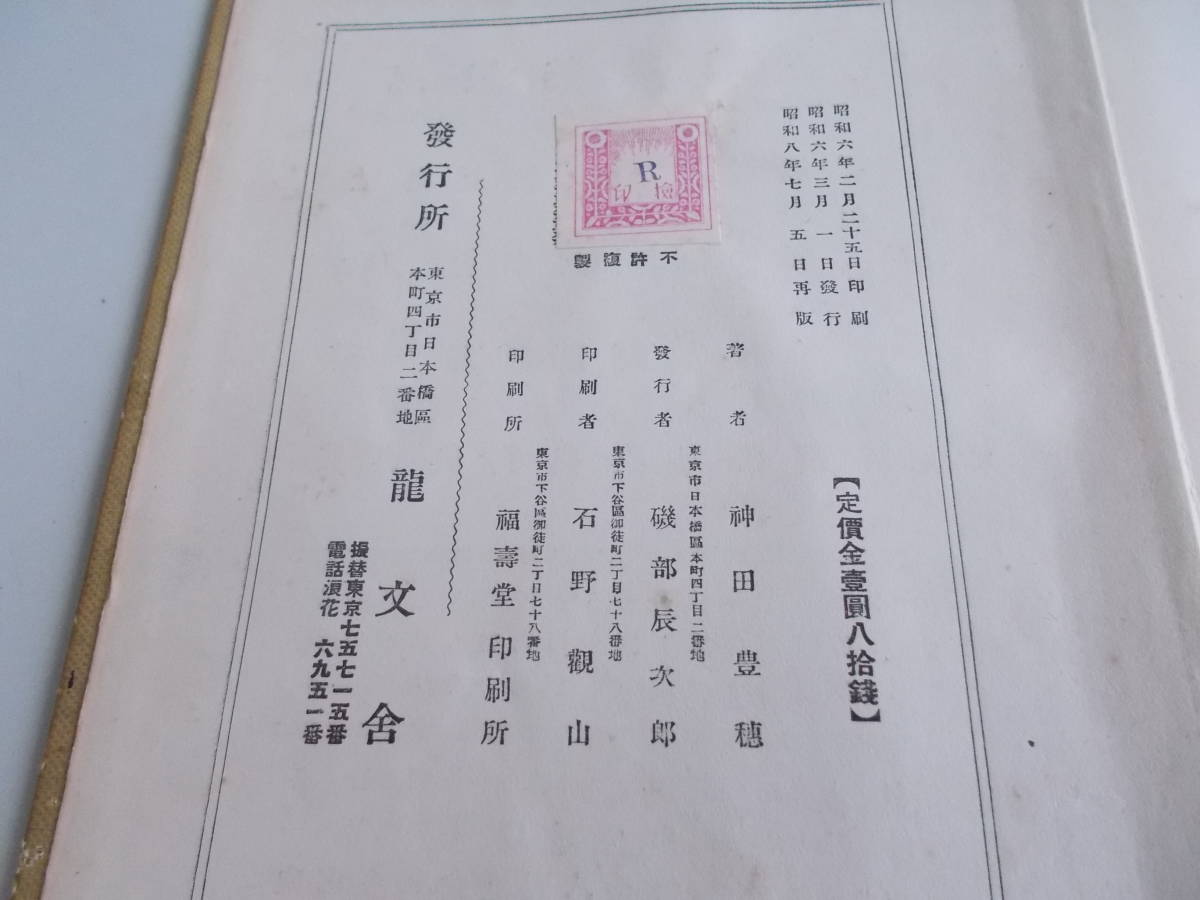 昭和六年二月二十五日印刷
昭和六年三月一日發行
昭和八年七月五日再版
【定價金壹圓八拾錢】
R
檢印
不許複製
著者 神田豊穗
東京市日本橋區本町四丁目二番地
發行者 磯部辰次郎
東京市下谷區御徒町二丁目七十八番地
印刷者 石野觀山
東京市下谷區御徒町二丁目七十八番地
印刷所 福壽堂印刷所
發行所
東京市日本橋區
本町四丁目二番地
龍文舍
振替東京七五七一五番
電話浪花六九五一番